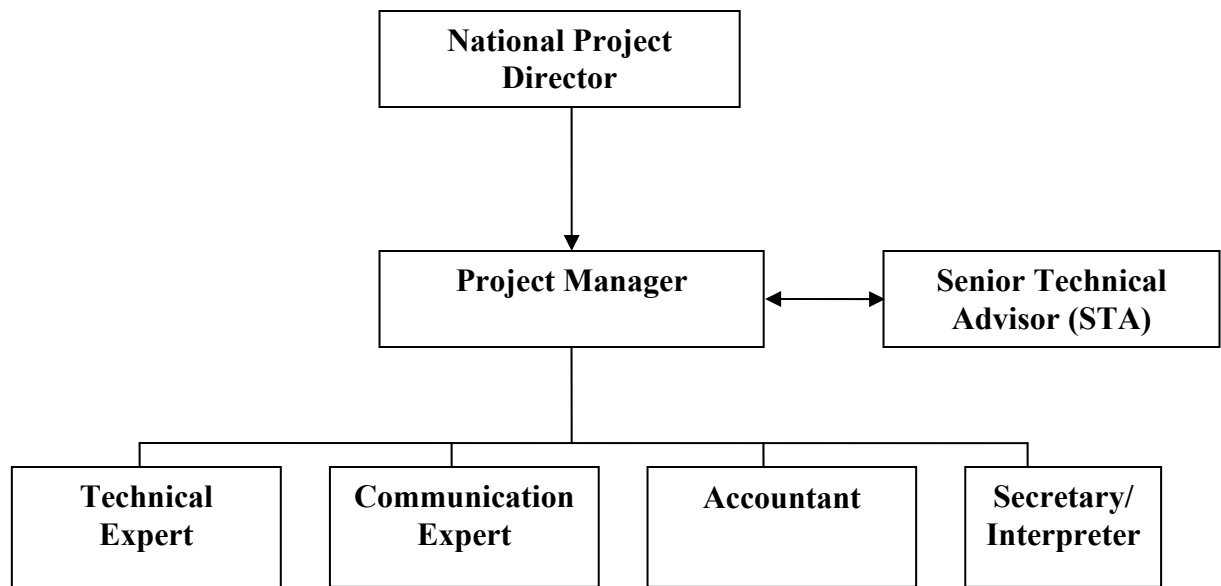 National Project
Director
Project Manager
Senior Technical
Advisor (STA)
Technical
Expert
Communication
Expert
Accountant
Secretary/
Interpreter